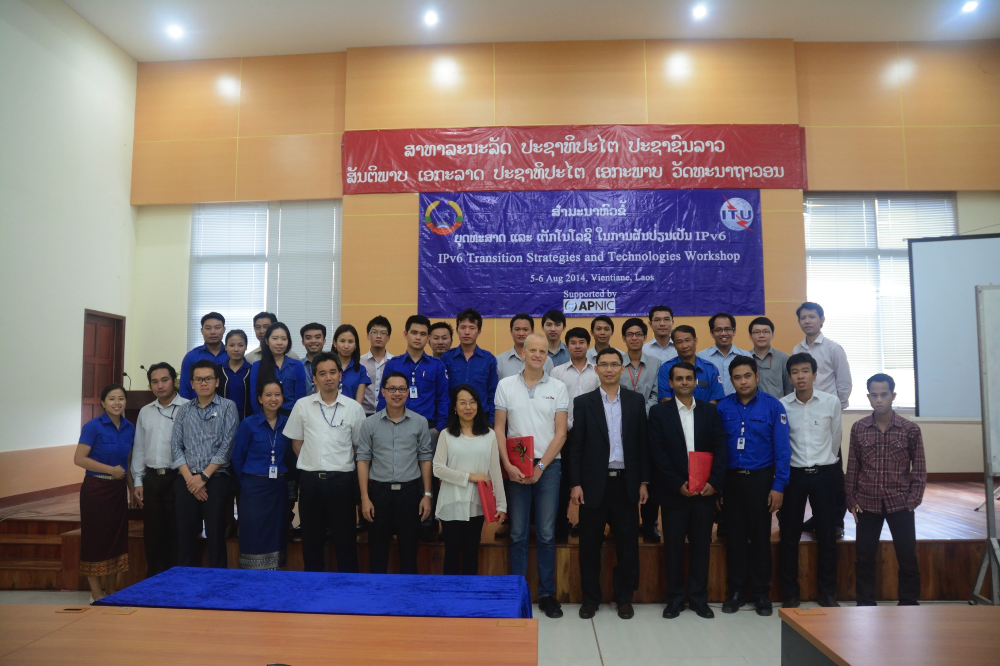 ສາທາລະນະລັດ ປະຊາທິປະໄຕ ປະຊາຊົນລາວ
ສັນຕິພາບ ເອກະລາດ ປະຊາທິປະໄຕ ເອກະພາບ ວັດທະນາຖາວອນ
ສຳມະນາຫົວຂໍ້
ITU
ຍຸດທະສາດ ແລະ ເຕັກໂນໂລຊີ ໃນການຜັນປ່ຽນເປັນ IPv6
IPv6 Transition Strategies and Technologies Workshop
5-6 Aug 2014, Vientiane, Laos
Supported by
APNIC